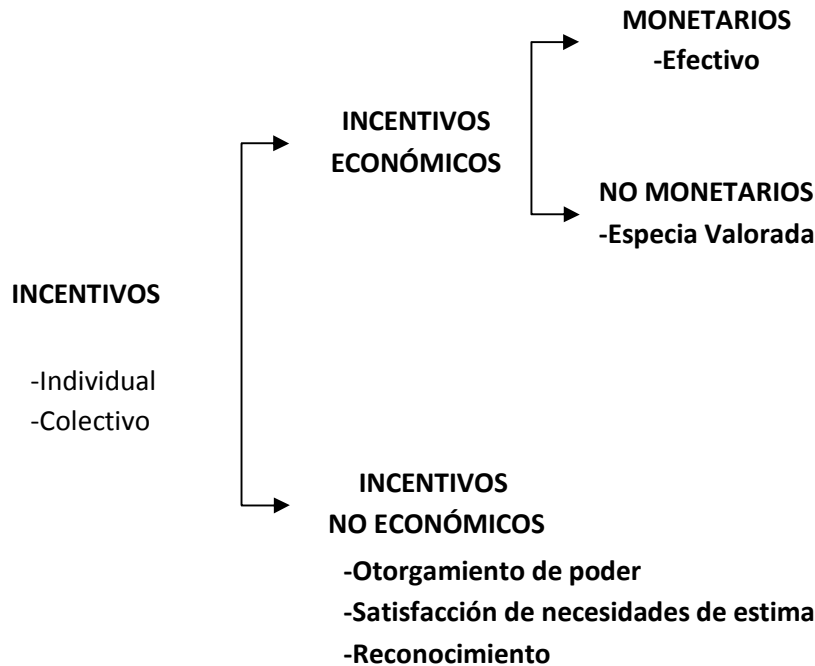 MONETARIOS
-Efectivo
INCENTIVOS
ECONÓMICOS
NO MONETARIOS
-Especia Valorada
INCENTIVOS
-Individual
-Colectivo
INCENTIVOS
NO ECONÓMICOS
-Otorgamiento de poder
-Satisfacción de necesidades de estima
-Reconocimiento